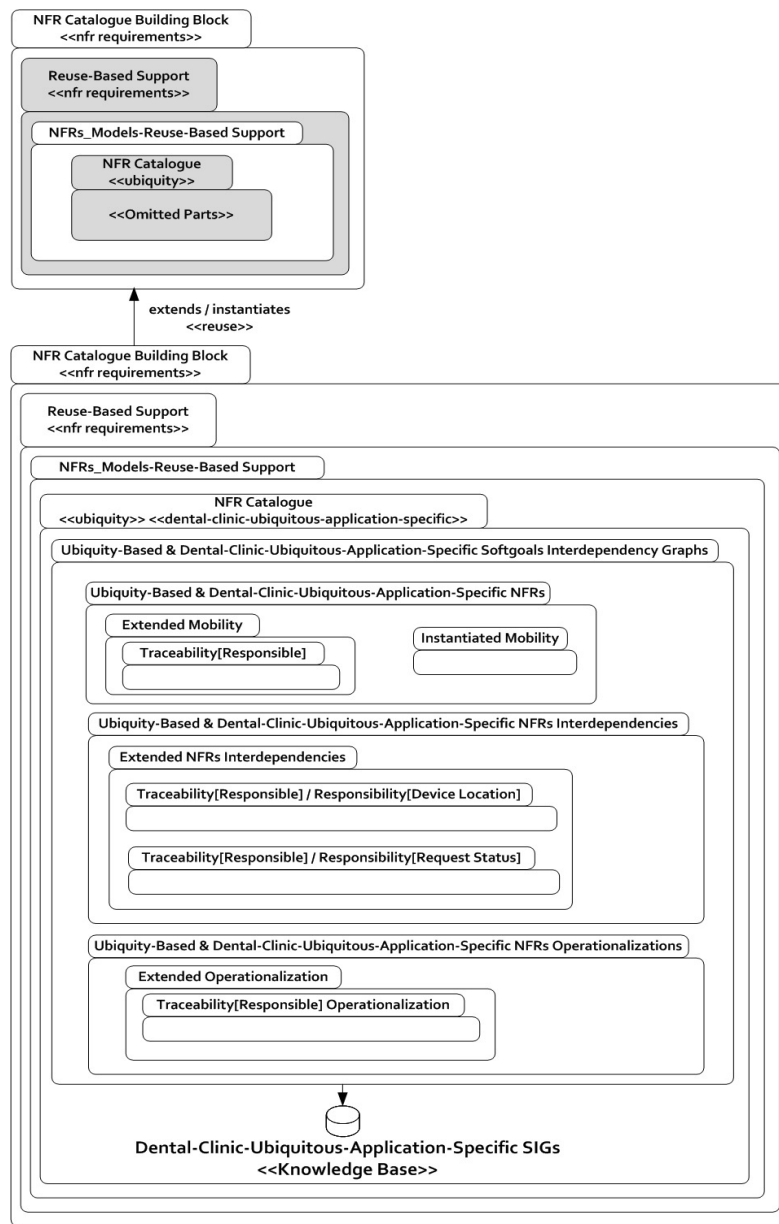 NFR Catalogue Building Block
<<nfr requirements>>
Reuse-Based Support
<<nfr requirements>>
NFRs_Models-Reuse-Based Support
NFR Catalogue
<<ubiquity>>
<<Omitted Parts>>
extends / instantiates
<<reuse>>
NFR Catalogue Building Block
<<nfr requirements>>
Reuse-Based Support
<<nfr requirements>>
NFRs_Models-Reuse-Based Support
NFR Catalogue
<<ubiquity>> <<dental-clinic-ubiquitous-application-specific>>
Ubiquity-Based & Dental-Clinic-Ubiquitous-Application-Specific Softgoals Interdependency Graphs
Ubiquity-Based & Dental-Clinic-Ubiquitous-Application-Specific NFRs
Extended Mobility
Instantiated Mobility
Traceability[Responsible]
Ubiquity-Based & Dental-Clinic-Ubiquitous-Application-Specific NFRs Interdependencies
Extended NFRs Interdependencies
Traceability[Responsible] / Responsibility[Device Location]
Traceability[Responsible] / Responsibility[Request Status]
Ubiquity-Based & Dental-Clinic-Ubiquitous-Application-Specific NFRs Operationalizations
Extended Operationalization
Traceability[Responsible] Operationalization
Dental-Clinic-Ubiquitous-Application-Specific SIGs
<<Knowledge Base>>